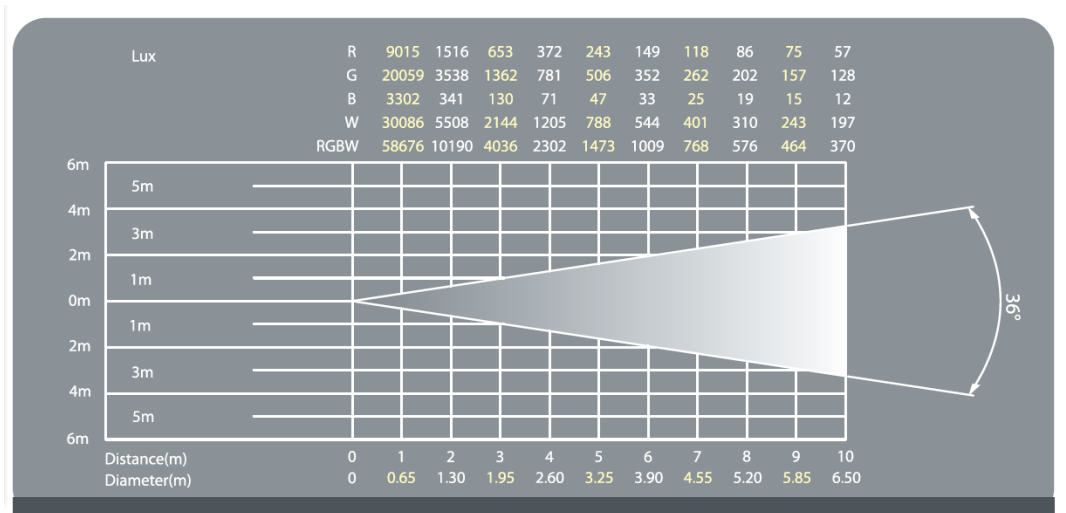 Lux R 9015 1516 653 372 243 149 118 86 75 57
G 20059 3538 1362 781 506 352 262 202 157 128
B 3302 341 130 71 47 33 25 19 15 12
W 30086 5508 2144 1205 788 544 401 310 243 197
RGBW 58676 10190 4036 2302 1473 1009 768 576 464 370
6m
5m
4m
3m
2m
1m
0m
1m
2m
3m
4m
5m
6m
36°
Distance(m) 0 1 2 3 4 5 6 7 8 9 10
Diameter(m) 0 0.65 1.30 1.95 2.60 3.25 3.90 4.55 5.20 5.85 6.50